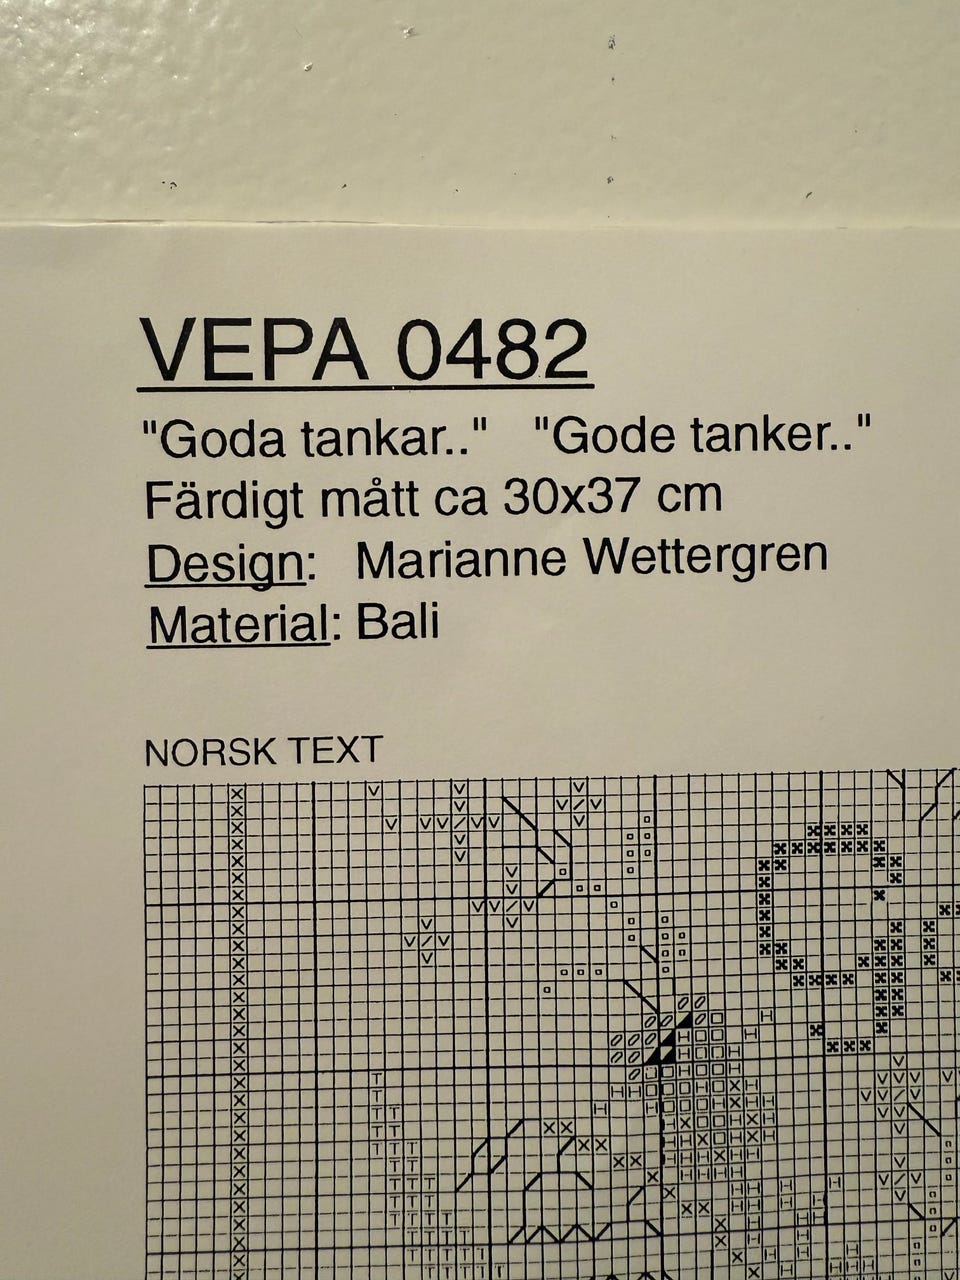 VEPA 0482
"Goda tankar.." "Gode tanker.."
Färdigt mått ca 30x37 cm
Design: Marianne Wettergren
Material: Bali
NORSK TEXT